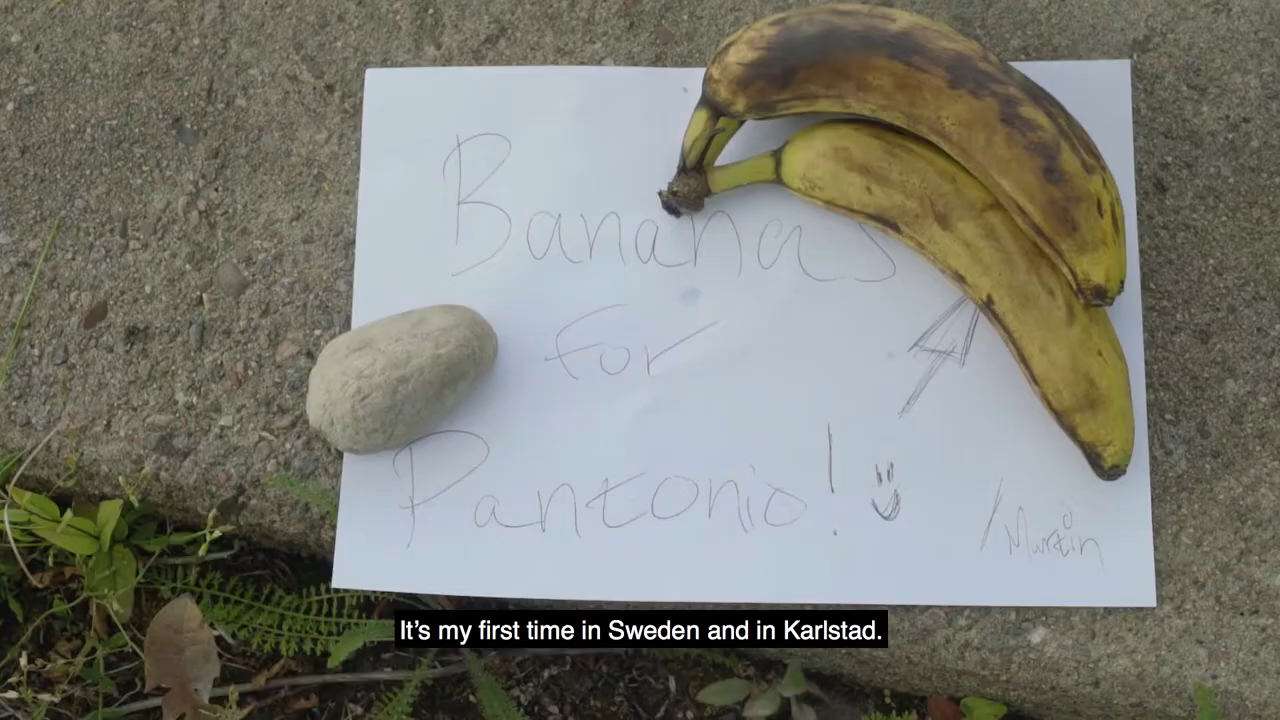 Bananas
For
Pantonio! :)
/Martin
It's my first time in Sweden and in Karlstad.